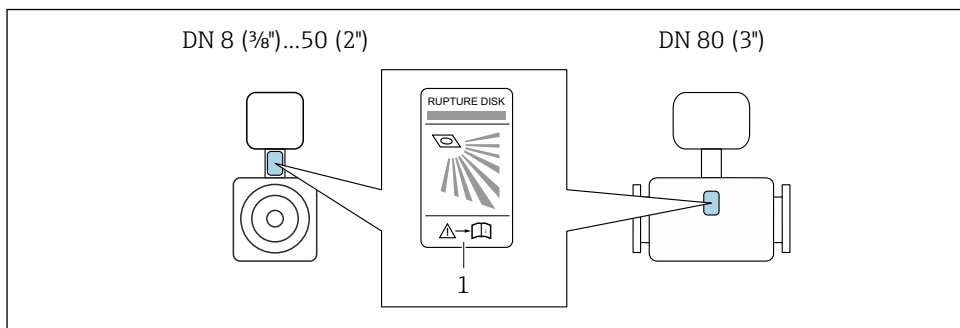 DN 8 (⅜")...50 (2")
DN 80 (3")
RUPTURE DISK
1